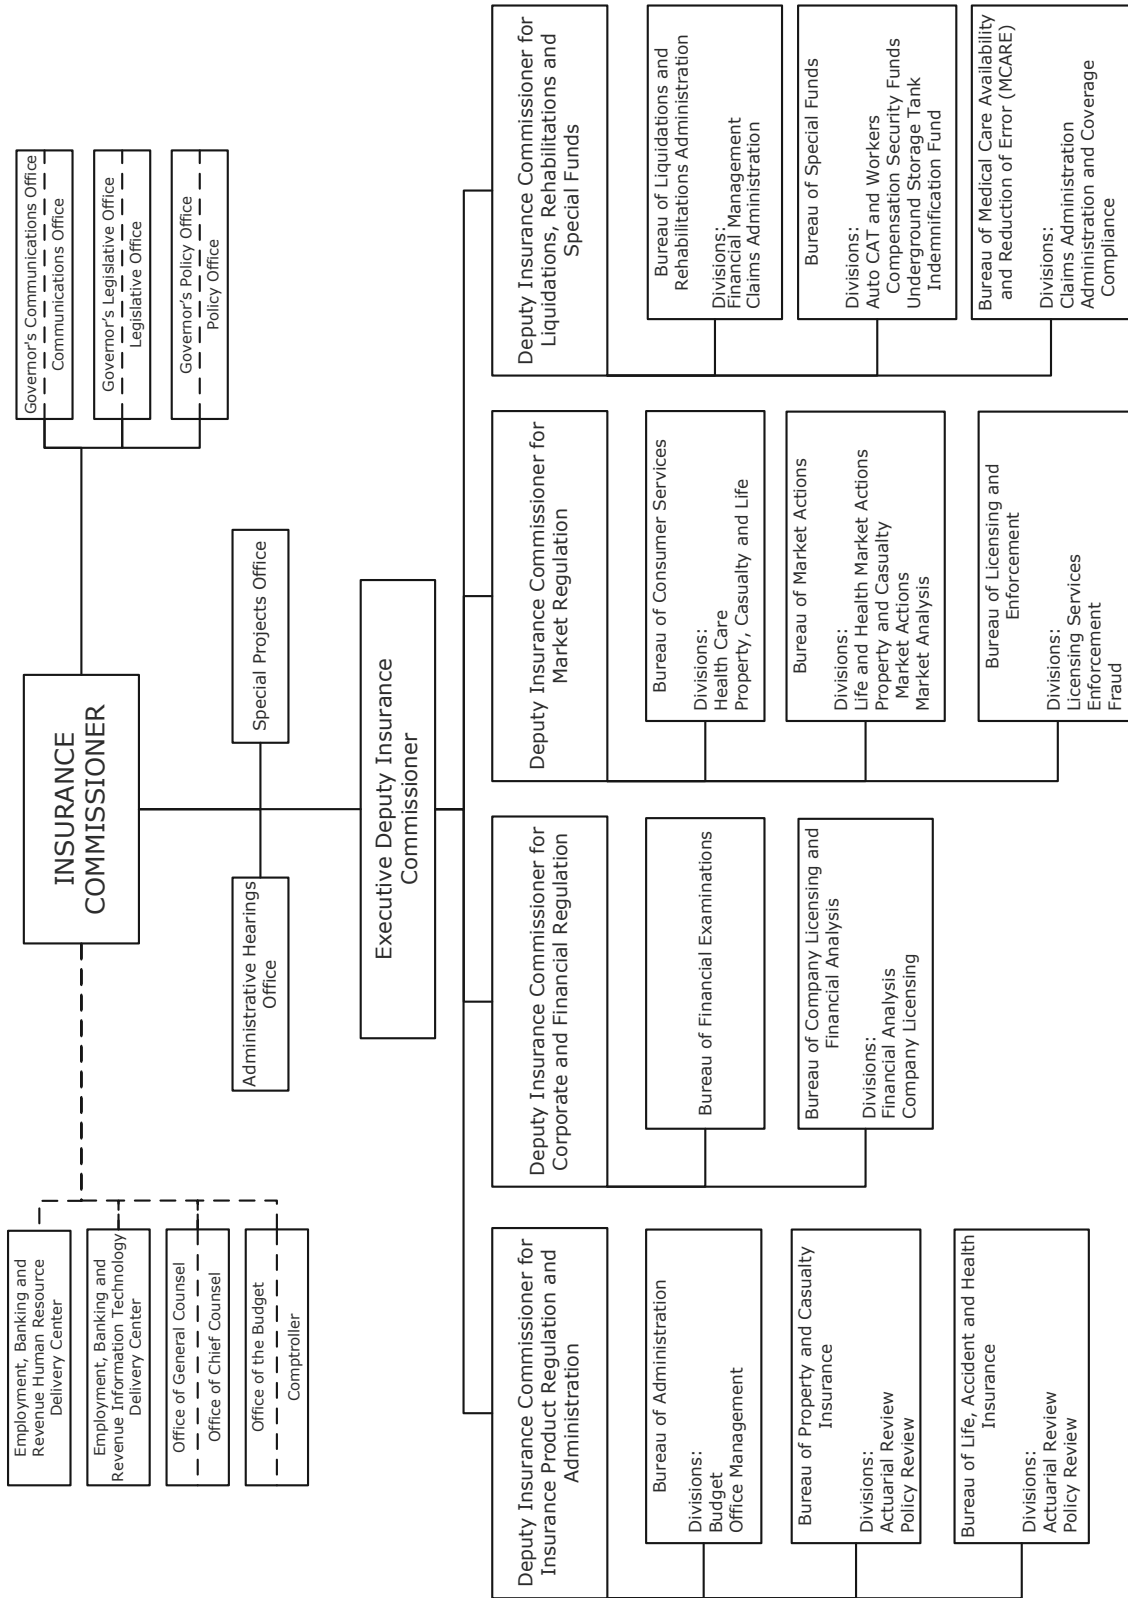 Employment, Banking and
Revenue Human Resource
Delivery Center
Employment, Banking and
Revenue Information Technology
Delivery Center
Office of General Counsel
Office of Chief Counsel
Office of the Budget
Comptroller
INSURANCE
COMMISSIONER
Governor's Communications Office
Communications Office
Governor's Legislative Office
Legislative Office
Governor's Policy Office
Policy Office
Administrative Hearings
Office
Special Projects Office
Executive Deputy Insurance
Commissioner
Deputy Insurance Commissioner for
Insurance Product Regulation and
Administration
Bureau of Administration
Divisions:
Budget
Office Management
Bureau of Property and Casualty
Insurance
Divisions:
Actuarial Review
Policy Review
Bureau of Life, Accident and Health
Insurance
Divisions:
Actuarial Review
Policy Review
Deputy Insurance Commissioner for
Corporate and Financial Regulation
Bureau of Financial Examinations
Bureau of Company Licensing and
Financial Analysis
Divisions:
Financial Analysis
Company Licensing
Deputy Insurance Commissioner for
Market Regulation
Bureau of Consumer Services
Divisions:
Health Care
Property, Casualty and Life
Bureau of Market Actions
Divisions:
Life and Health Market Actions
Property and Casualty
Market Actions
Market Analysis
Bureau of Licensing and
Enforcement
Divisions:
Licensing Services
Enforcement
Fraud
Deputy Insurance Commissioner for
Liquidations, Rehabilitations and
Special Funds
Bureau of Liquidations and
Rehabilitations Administration
Divisions:
Financial Management
Claims Administration
Bureau of Special Funds
Divisions:
Auto CAT and Workers
Compensation Security Funds
Underground Storage Tank
Indemnification Fund
Bureau of Medical Care Availability
and Reduction of Error (MCARE)
Divisions:
Claims Administration
Administration and Coverage
Compliance